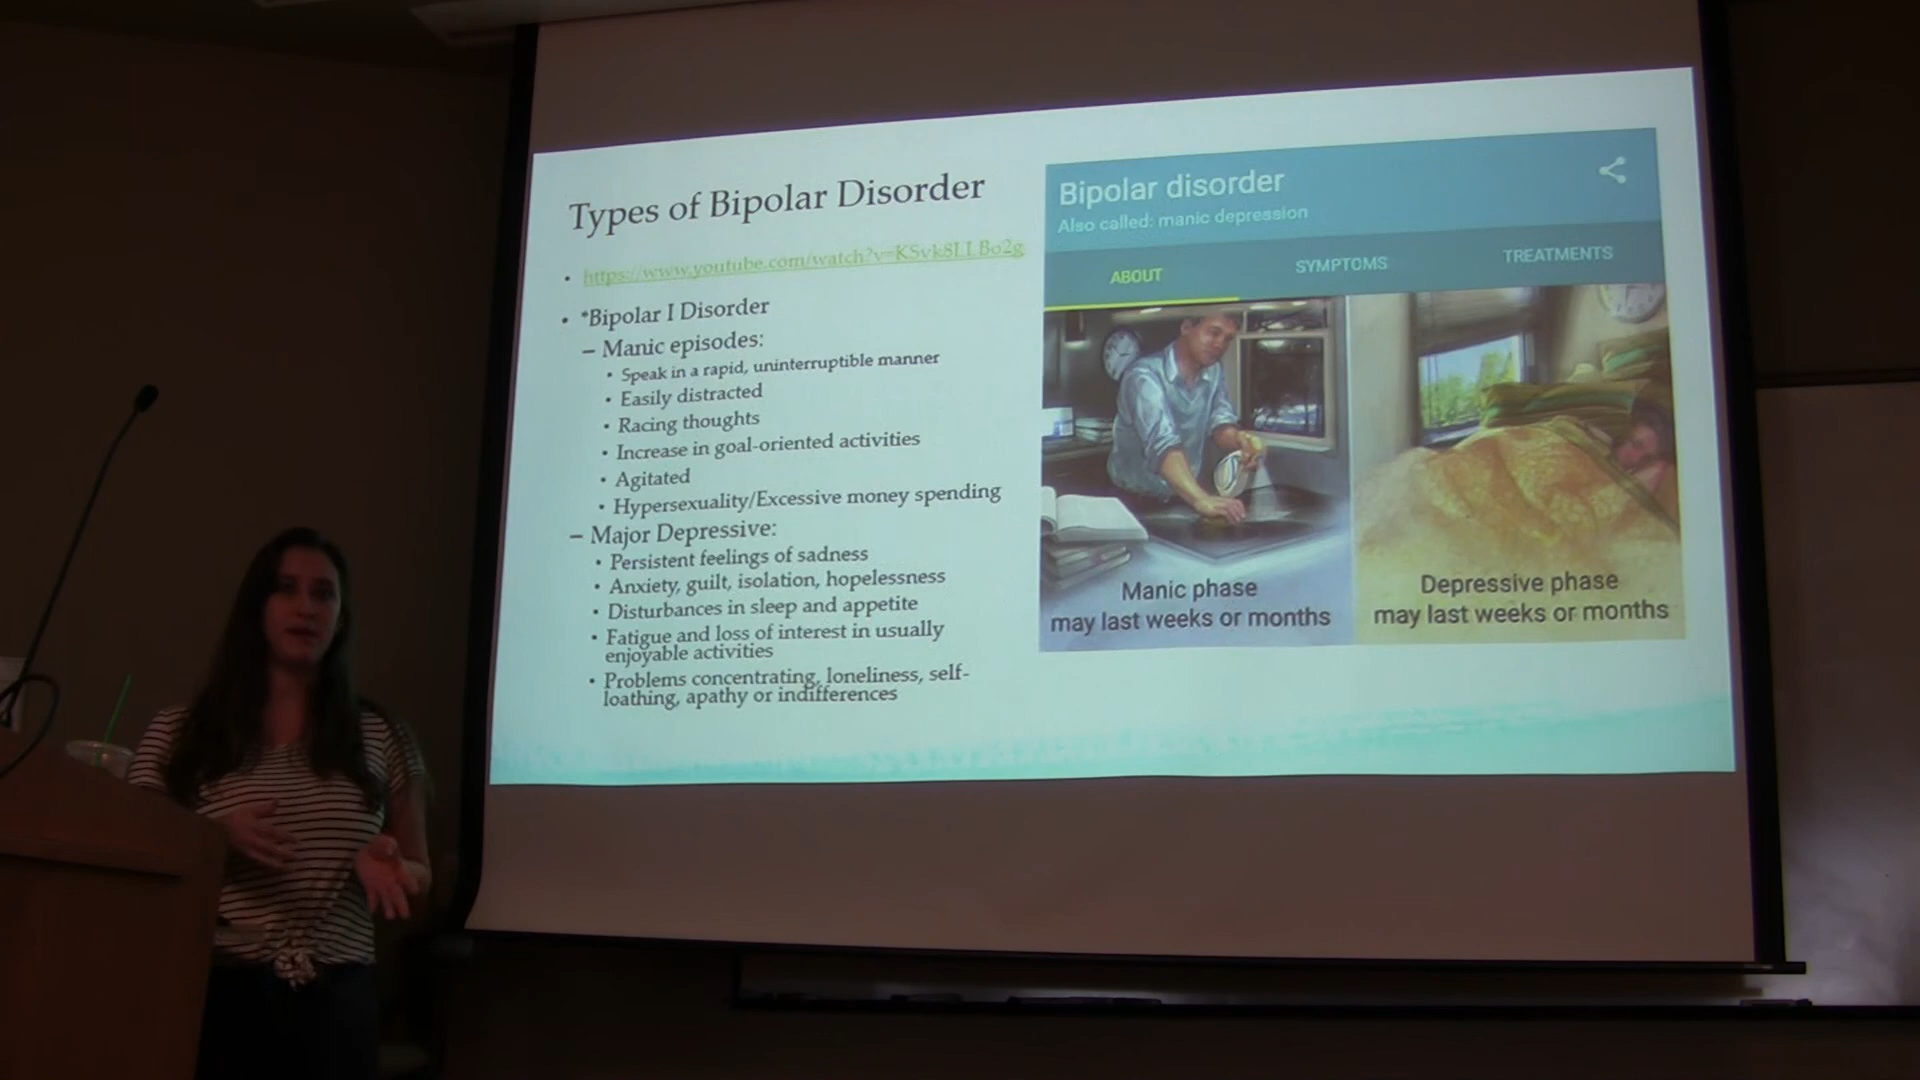 Types of Bipolar Disorder
• https://www.youtube.com/watch?v=KSvk8LLBo2g
• *Bipolar I Disorder
– Manic episodes:
• Speak in a rapid, uninterruptible manner
• Easily distracted
• Racing thoughts
• Increase in goal-oriented activities
• Agitated
• Hypersexuality/Excessive money spending
– Major Depressive:
• Persistent feelings of sadness
• Anxiety, guilt, isolation, hopelessness
• Disturbances in sleep and appetite
• Fatigue and loss of interest in usually
enjoyable activities
• Problems concentrating, loneliness, self-
loathing, apathy or indifferences
Bipolar disorder
Also called: manic depression
ABOUT SYMPTOMS TREATMENTS
Manic phase
may last weeks or months
Depressive phase
may last weeks or months